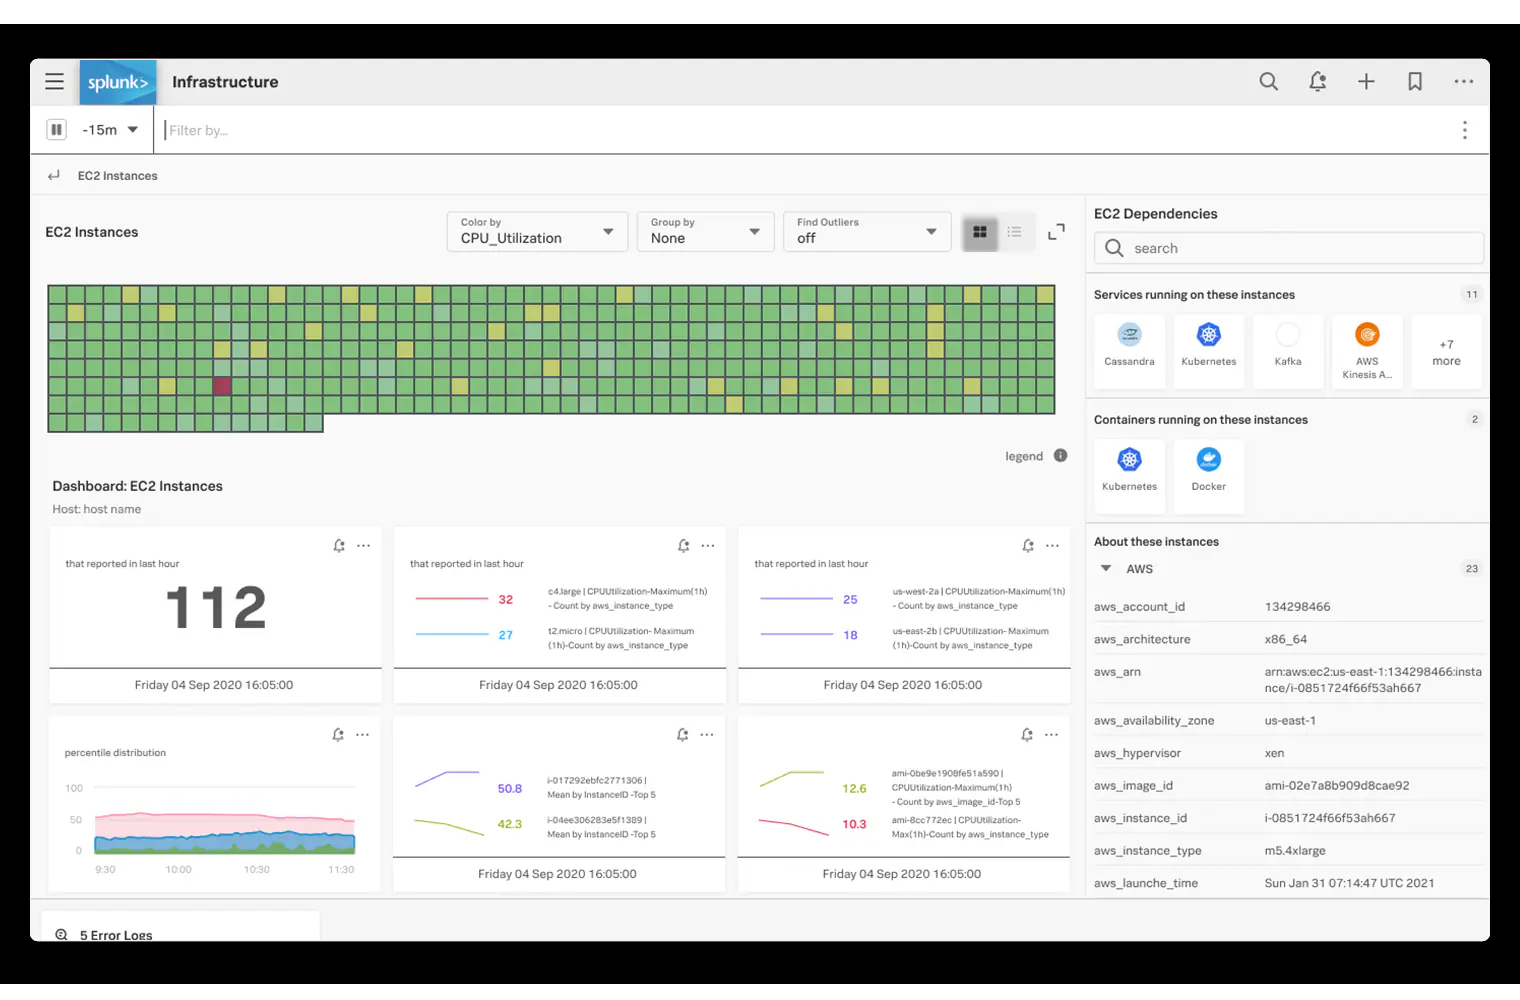 splunk>
Infrastructure
-15m
Filter by...
EC2 Instances
EC2 Instances
Color by
CPU_Utilization
Group by
None
Find Outliers
off
legend
Dashboard: EC2 Instances
Host: host name
that reported in last hour
112
Friday 04 Sep 2020 16:05:00
that reported in last hour
32
c4.large | CPUUtilization-Maximum(1h)
- Count by aws_instance_type
27
t2.micro | CPUUtilization- Maximum
(1h)-Count by aws_instance_type
Friday 04 Sep 2020 16:05:00
that reported in last hour
25
us-west-2a | CPUUtilization-Maximum(1h)
- Count by aws_instance_type
18
us-east-2b | CPUUtilization- Maximum
(1h)-Count by aws_instance_type
Friday 04 Sep 2020 16:05:00
percentile distribution
100
50
0
9:30
10:00
10:30
11:30
50.8
i-017292ebfc2771306 |
Mean by InstanceID -Top 5
42.3
i-04ee306283e5f1389 |
Mean by InstanceID -Top 5
Friday 04 Sep 2020 16:05:00
12.6
ami-0be9e1908fe51a590 |
CPUUtilization-Maximum(1h)
- Count by aws_image_id-Top 5
10.3
ami-8cc772ec | CPUUtilization-
Max(1h)-Count by aws_instance_type
Friday 04 Sep 2020 16:05:00
5 Error Logs
EC2 Dependencies
search
Services running on these instances
11
Cassandra
Kubernetes
Kafka
AWS
Kinesis A...
+7
more
Containers running on these instances
2
Kubernetes
docker
Docker
About these instances
AWS
23
aws_account_id
134298466
aws_architecture
x86_64
aws_arn
arn:aws:ec2:us-east-1:134298466:insta
nce/i-0851724f66f53ah667
aws_availability_zone
us-east-1
aws_hypervisor
xen
aws_image_id
ami-02e7a8b909d8cae92
aws_instance_id
i-0851724f66f53ah667
aws_instance_type
m5.4xlarge
aws_launche_time
Sun Jan 31 07:14:47 UTC 2021